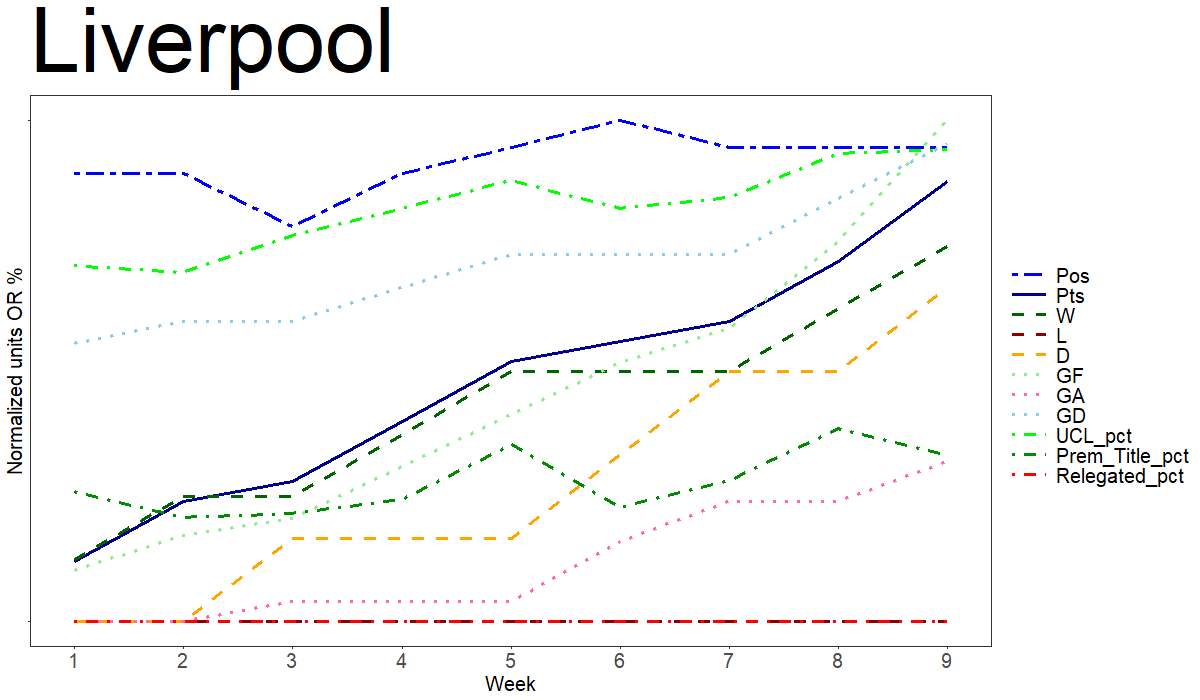 Liverpool
Normalized units OR %
1 2 3 4 5 6 7 8 9
Week
Pos
Pts
W
L
D
GF
GA
GD
UCL_pct
Prem_Title_pct
Relegated_pct